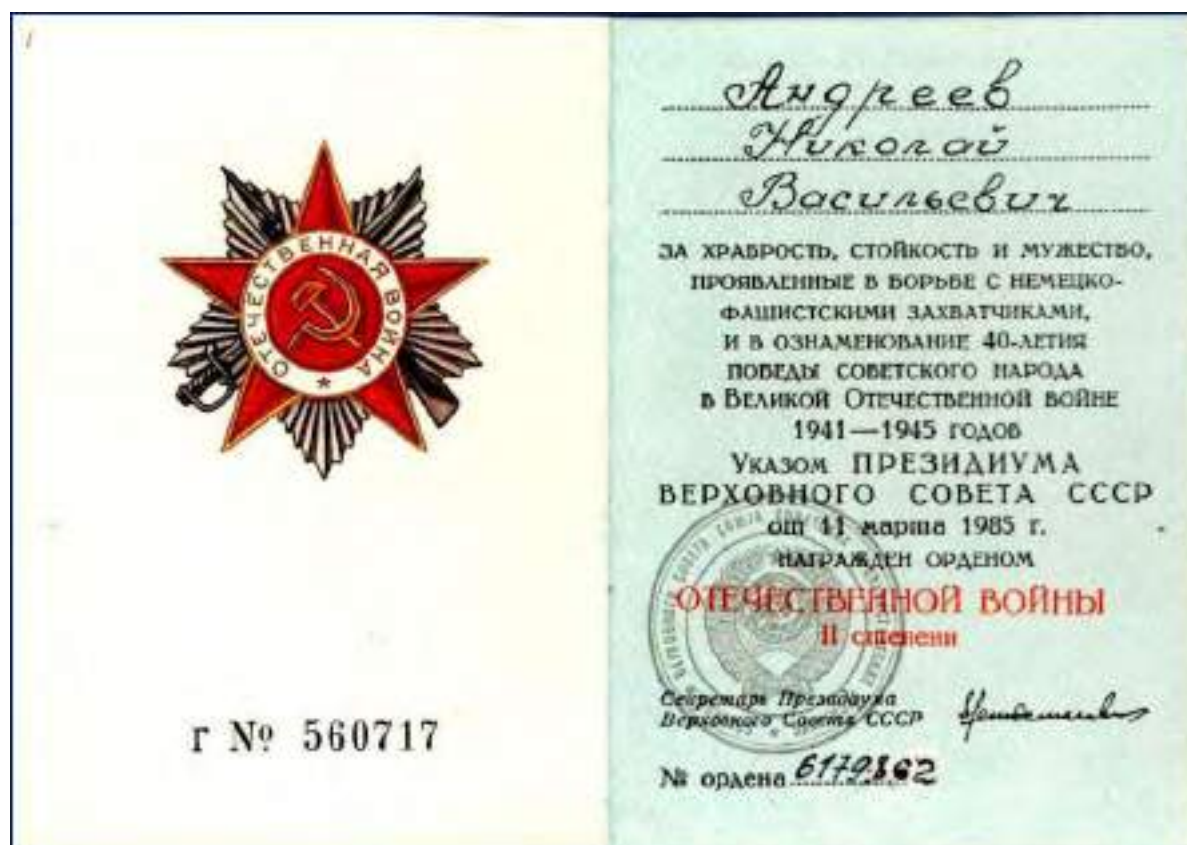 ОТЕЧЕСТВЕННАЯ ВОЙНА
Г № 560717
Андреев
Николай
Васильевич
ЗА ХРАБРОСТЬ, СТОЙКОСТЬ И МУЖЕСТВО,
ПРОЯВЛЕННЫЕ В БОРЬБЕ С НЕМЕЦКО-
ФАШИСТСКИМИ ЗАХВАТЧИКАМИ,
И В ОЗНАМЕНОВАНИЕ 40-ЛЕТИЯ
ПОБЕДЫ СОВЕТСКОГО НАРОДА
В ВЕЛИКОЙ ОТЕЧЕСТВЕННОЙ ВОЙНЕ
1941—1945 ГОДОВ
УКАЗОМ ПРЕЗИДИУМА
ВЕРХОВНОГО СОВЕТА СССР
от 11 марта 1985 г.
НАГРАЖДЕН ОРДЕНОМ
ОТЕЧЕСТВЕННОЙ ВОЙНЫ
II степени
Секретарь Президиума
Верховного Совета СССР
№ ордена 6179862